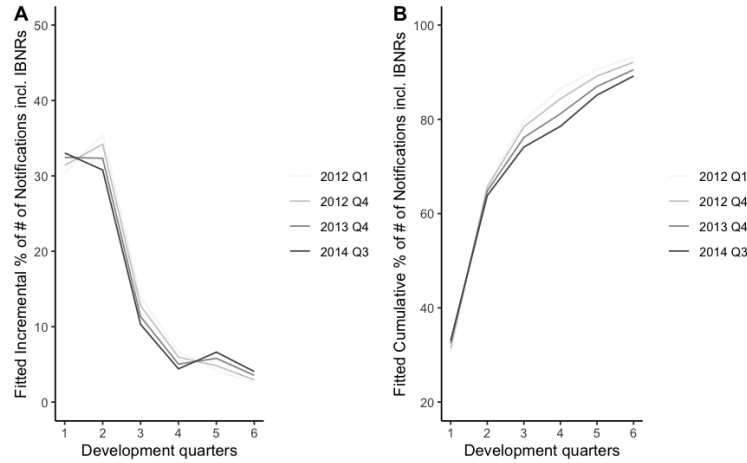 A
Fitted Incremental % of # of Notifications incl. IBNRs
50
40
30
20
10
0
1 2 3 4 5 6
Development quarters
2012 Q1
2012 Q4
2013 Q4
2014 Q3
B
Fitted Cumulative % of # of Notifications incl. IBNRs
100
80
60
40
20
1 2 3 4 5 6
Development quarters
2012 Q1
2012 Q4
2013 Q4
2014 Q3